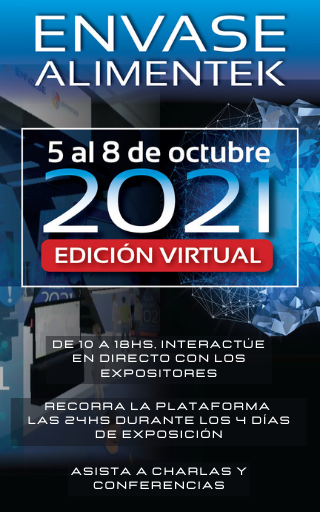 ENVASE
ALIMENTEK
5 al 8 de octubre
2021
EDICIÓN VIRTUAL
DE 10 A 18HS, INTERACTÚE
EN DIRECTO CON LOS
EXPOSITORES
RECORRA LA PLATAFORMA
LAS 24HS DURANTE LOS 4 DÍAS
DE EXPOSICIÓN
ASISTA A CHARLAS Y
CONFERENCIAS